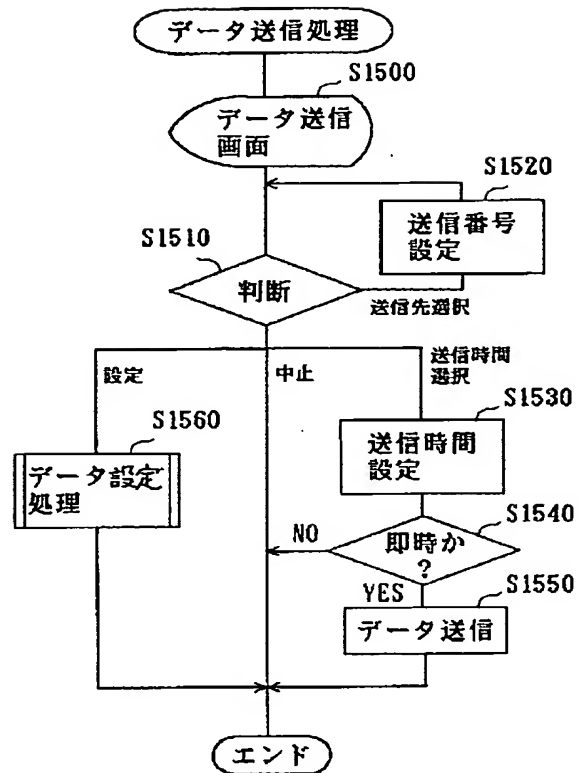 データ送信処理
S1500
データ送信
画面
S1520
送信番号
設定
S1510
判断
送信先選択
設定
中止
送信時間
選択
S1560
データ設定
処理
S1530
送信時間
設定
S1540
NO
即時か
?
YES
S1550
データ送信
エンド